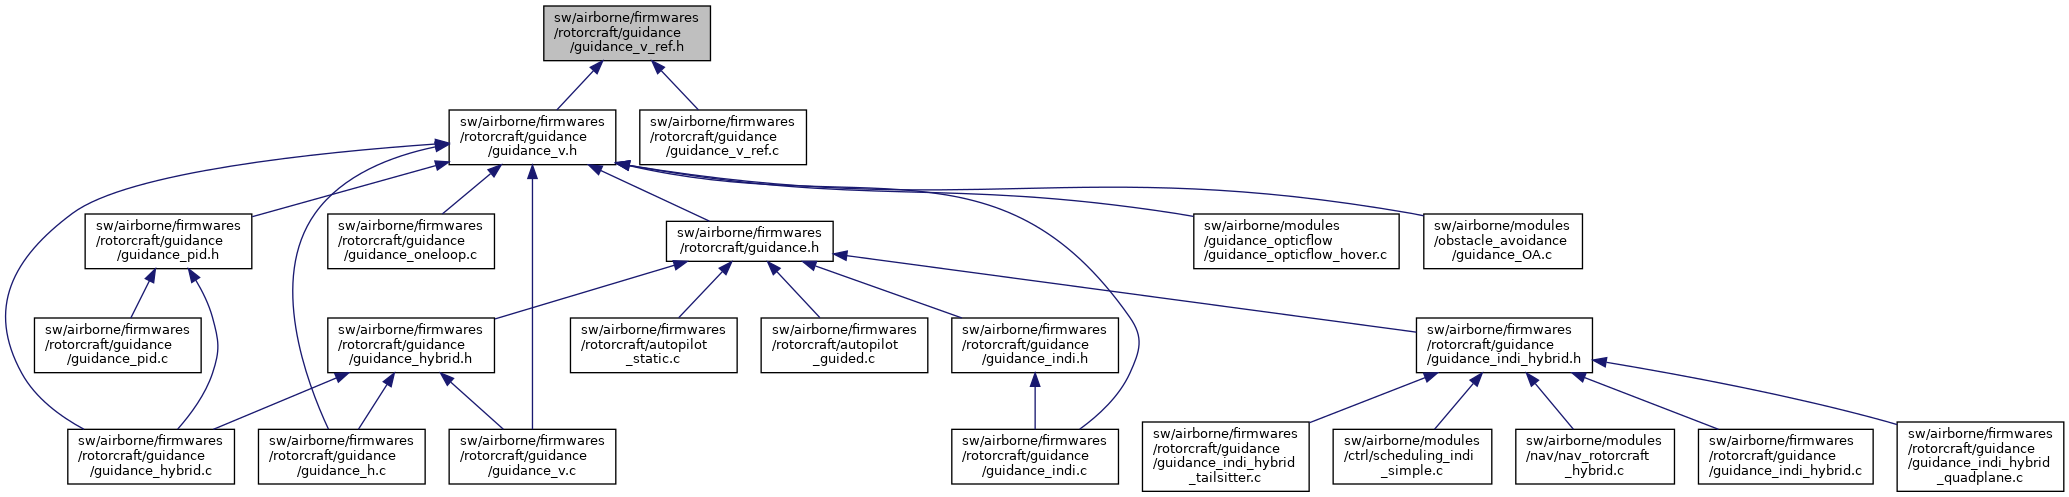 sw/airborne/firmwares
/rotorcraft/guidance
/guidance_v_ref.h
sw/airborne/firmwares
/rotorcraft/guidance
/guidance_v.h
sw/airborne/firmwares
/rotorcraft/guidance
/guidance_v_ref.c
sw/airborne/firmwares
/rotorcraft/guidance
/guidance_pid.h
sw/airborne/firmwares
/rotorcraft/guidance
/guidance_oneloop.c
sw/airborne/firmwares
/rotorcraft/guidance.h
sw/airborne/modules
/guidance_opticflow
/guidance_opticflow_hover.c
sw/airborne/modules
/obstacle_avoidance
/guidance_OA.c
sw/airborne/firmwares
/rotorcraft/guidance
/guidance_pid.c
sw/airborne/firmwares
/rotorcraft/guidance
/guidance_hybrid.h
sw/airborne/firmwares
/rotorcraft/autopilot
_static.c
sw/airborne/firmwares
/rotorcraft/autopilot
_guided.c
sw/airborne/firmwares
/rotorcraft/guidance
/guidance_indi.h
sw/airborne/firmwares
/rotorcraft/guidance
/guidance_indi_hybrid.h
sw/airborne/firmwares
/rotorcraft/guidance
/guidance_hybrid.c
sw/airborne/firmwares
/rotorcraft/guidance
/guidance_h.c
sw/airborne/firmwares
/rotorcraft/guidance
/guidance_v.c
sw/airborne/firmwares
/rotorcraft/guidance
/guidance_indi.c
sw/airborne/firmwares
/rotorcraft/guidance
/guidance_indi_hybrid
_tailsitter.c
sw/airborne/modules
/ctrl/scheduling_indi
_simple.c
sw/airborne/modules
/nav/nav_rotorcraft
_hybrid.c
sw/airborne/firmwares
/rotorcraft/guidance
/guidance_indi_hybrid.c
sw/airborne/firmwares
/rotorcraft/guidance
/guidance_indi_hybrid
_quadplane.c